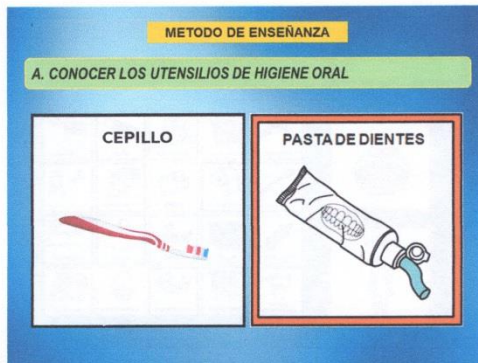 METODO DE ENSEÑANZA
A. CONOCER LOS UTENSILIOS DE HIGIENE ORAL
CEPILLO
PASTA DE DIENTES